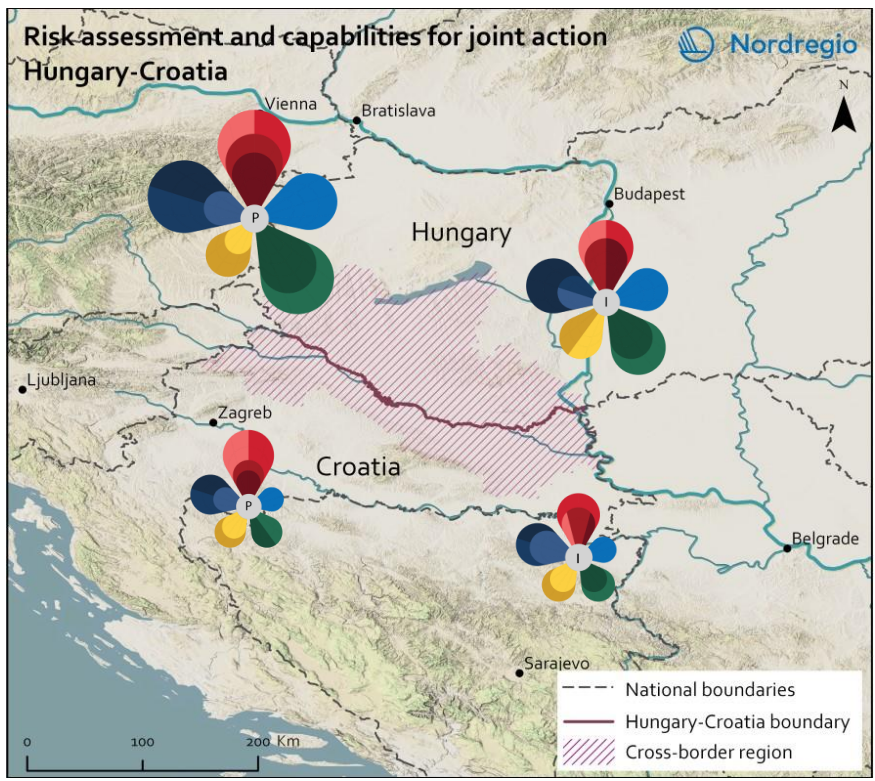 Risk assessment and capabilities for joint action
Hungary-Croatia
Nordregio
N
Vienna
Bratislava
Budapest
P
Hungary
I
Ljubljana
Zagreb
Croatia
P
I
Belgrade
Sarajevo
National boundaries
Hungary-Croatia boundary
Cross-border region
0 100 200 Km